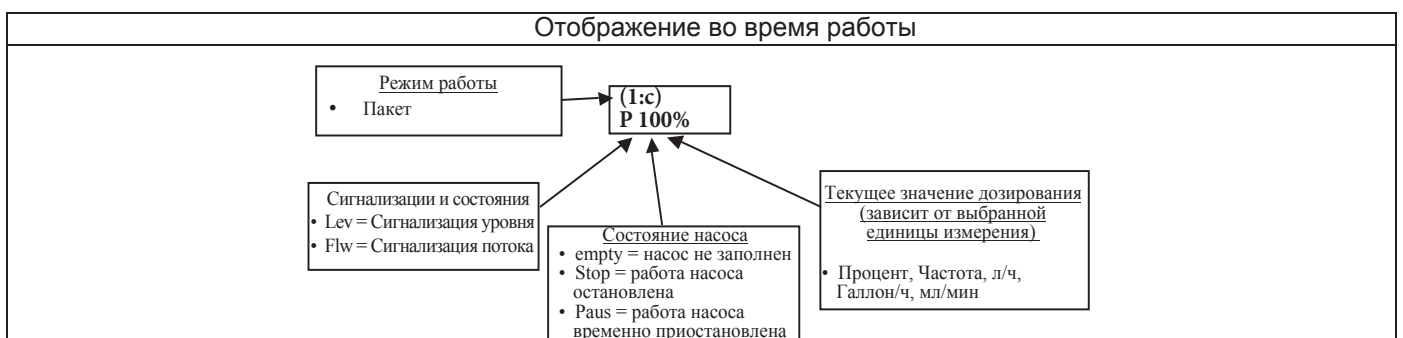 Отображение во время работы
Режим работы
• Пакет
(1:c)
P 100%
Сигнализации и состояния
• Lev = Сигнализация уровня
• Flw = Сигнализация потока
Состояние насоса
• empty = насос не заполнен
• Stop = работа насоса
остановлена
• Paus = работа насоса
временно приостановлена
Текущее значение дозирования
(зависит от выбранной
единицы измерения)
• Процент, Частота, л/ч,
Галлон/ч, мл/мин